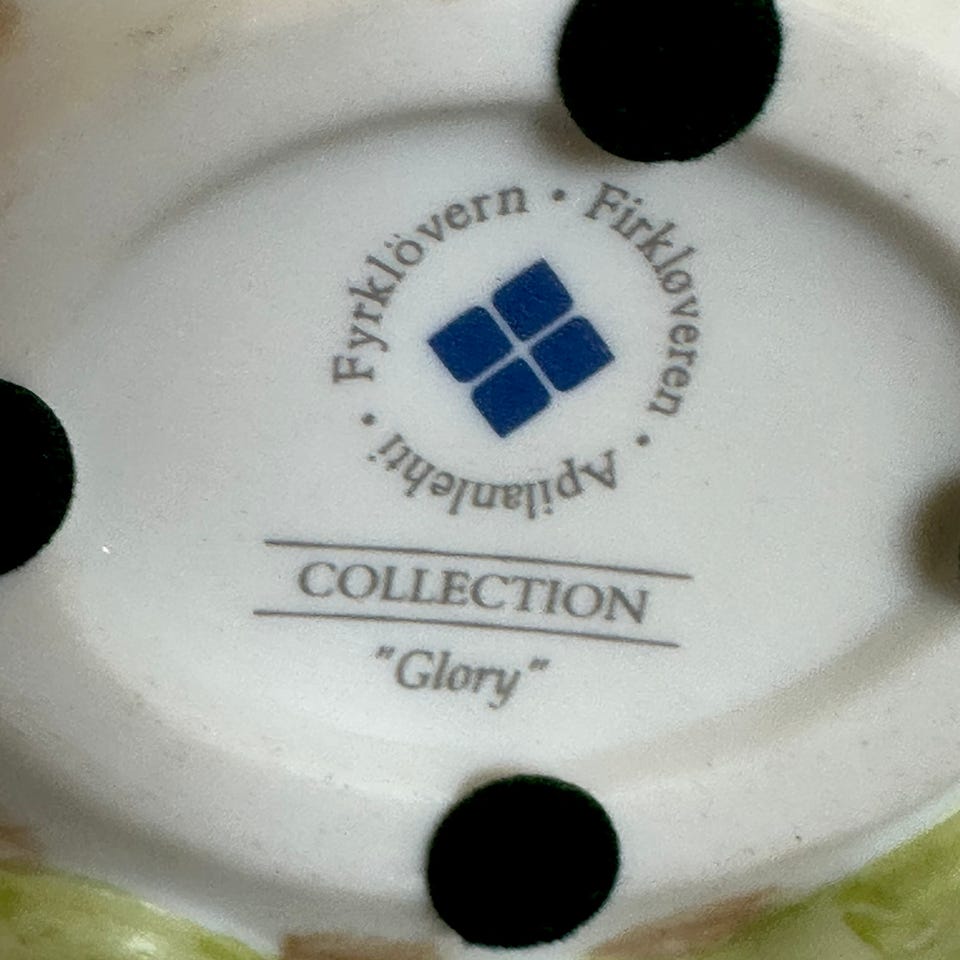 Fyrklövern • Firkløveren • Apilanlehti •
COLLECTION
"Glory"